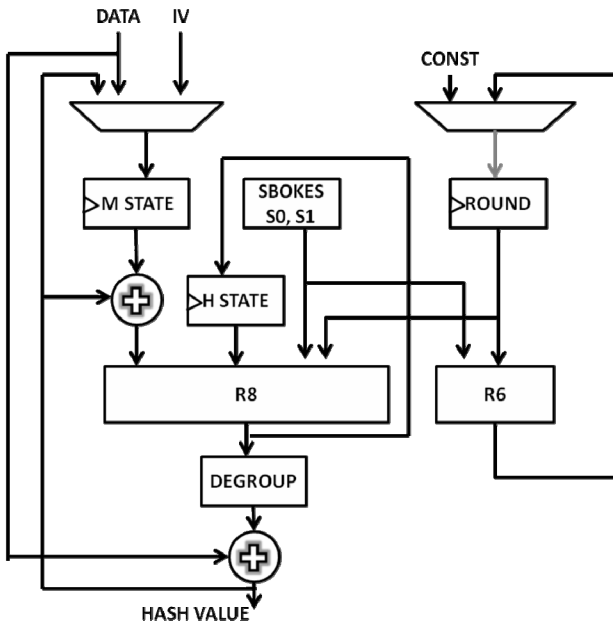 DATA IV
CONST
M STATE
SBOKES
S0, S1
ROUND
H STATE
R8
R6
DEGROUP
HASH VALUE